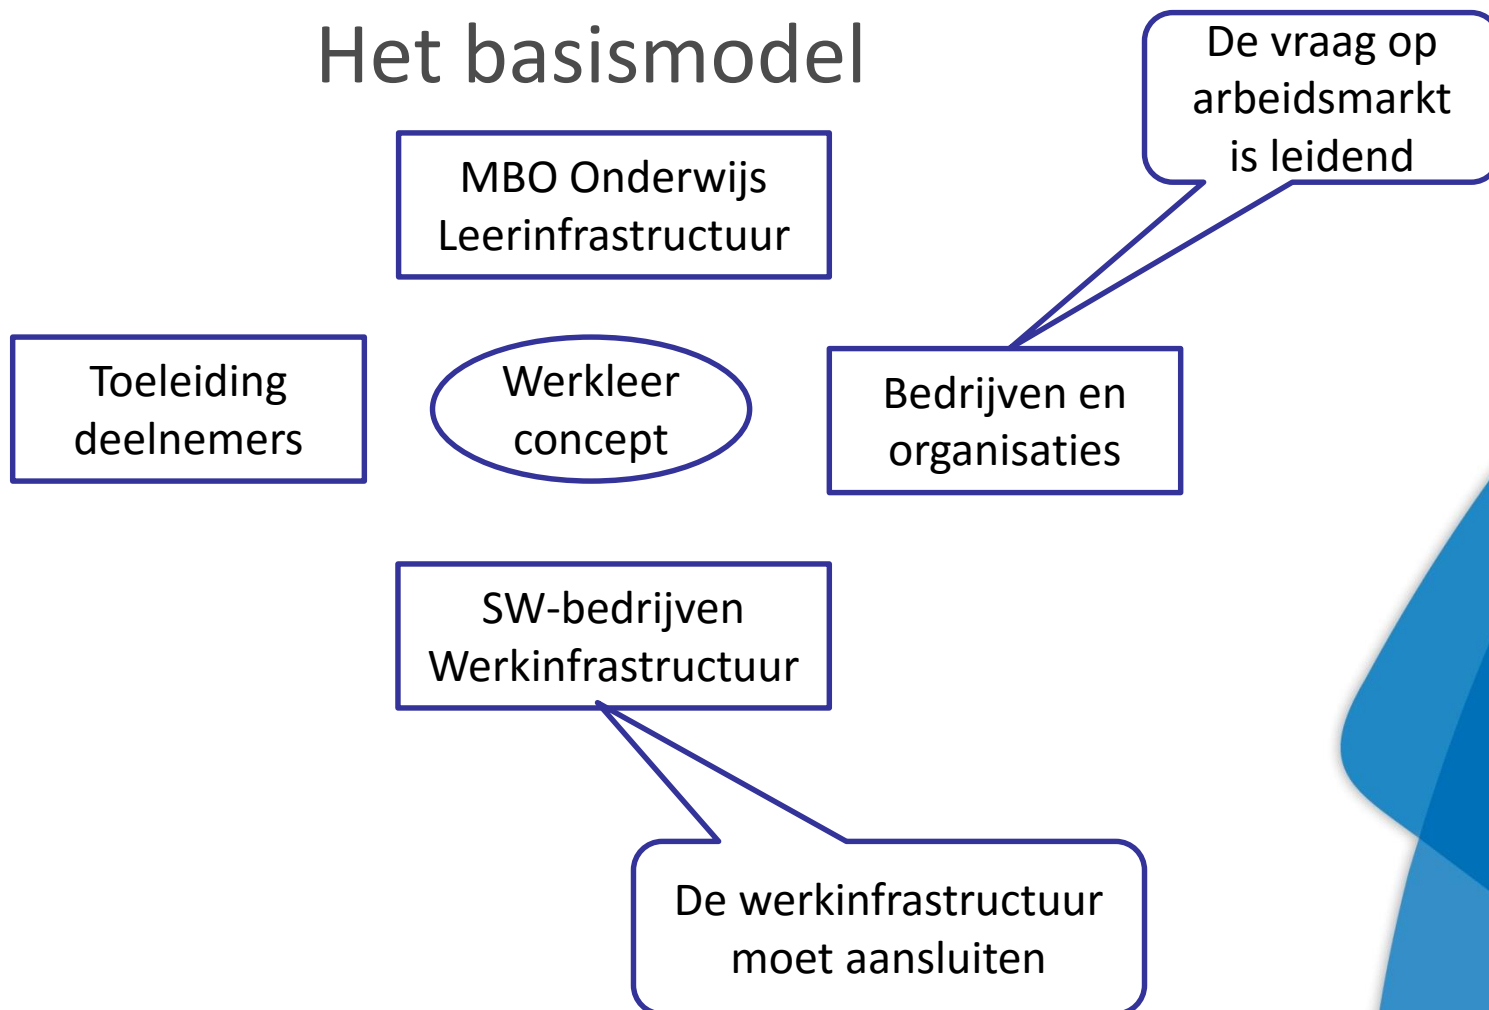 Het basismodel
De vraag op
arbeidsmarkt
is leidend
MBO Onderwijs
Leerinfrastructuur
Toeleiding
deelnemers
Werkleer
concept
Bedrijven en
organisaties
SW-bedrijven
Werkinfrastructuur
De werkinfrastructuur
moet aansluiten